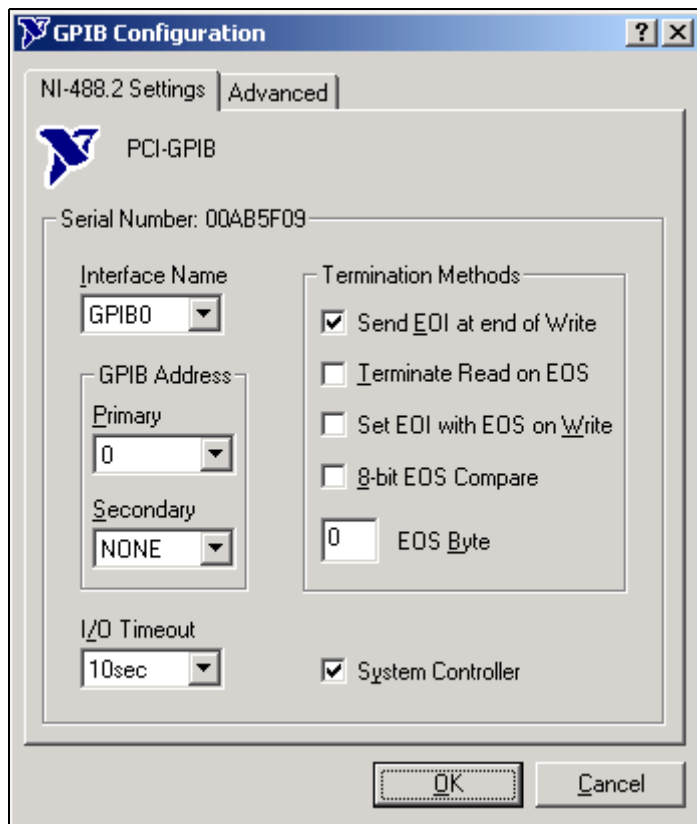 GPIB Configuration
NI-488.2 Settings
Advanced
PCI-GPIB
Serial Number: 00AB5F09
Interface Name
GPIB0
GPIB Address
Primary
0
Secondary
NONE
I/O Timeout
10sec
Termination Methods
Send EOI at end of Write
Terminate Read on EOS
Set EOI with EOS on Write
8-bit EOS Compare
0 EOS Byte
System Controller
OK
Cancel